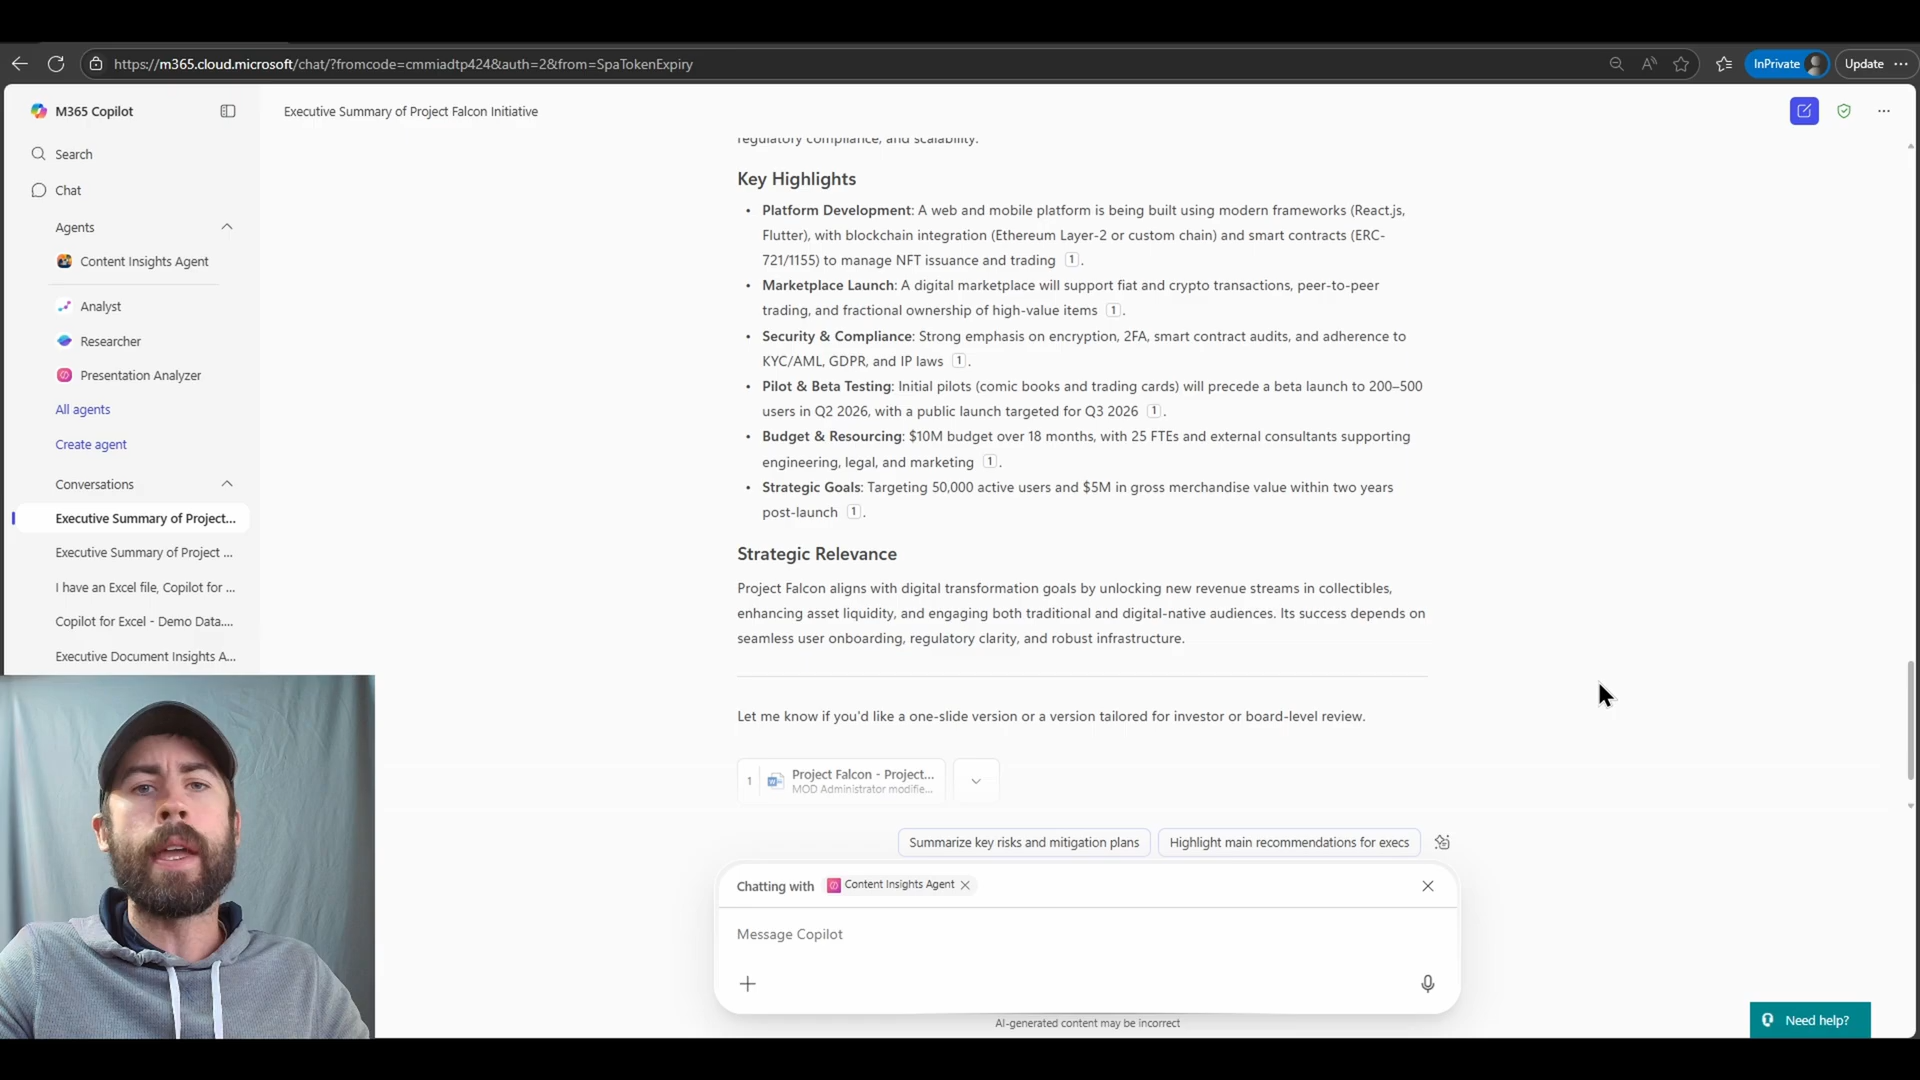 https://m365.cloud.microsoft/chat/?fromcode=cmmiadtp424&auth=2&from=SpaTokenExpiry
InPrivate
Update
M365 Copilot
Search
Chat
Agents
Content Insights Agent
Analyst
Researcher
Presentation Analyzer
All agents
Create agent
Conversations
Executive Summary of Project...
Executive Summary of Project ...
I have an Excel file, Copilot for ...
Copilot for Excel - Demo Data....
Executive Document Insights A...
Executive Summary of Project Falcon Initiative
regulatory compliance, and scalability.
Key Highlights
• Platform Development: A web and mobile platform is being built using modern frameworks (React.js,
Flutter), with blockchain integration (Ethereum Layer-2 or custom chain) and smart contracts (ERC-
721/1155) to manage NFT issuance and trading 1.
• Marketplace Launch: A digital marketplace will support fiat and crypto transactions, peer-to-peer
trading, and fractional ownership of high-value items 1.
• Security & Compliance: Strong emphasis on encryption, 2FA, smart contract audits, and adherence to
KYC/AML, GDPR, and IP laws 1.
• Pilot & Beta Testing: Initial pilots (comic books and trading cards) will precede a beta launch to 200–500
users in Q2 2026, with a public launch targeted for Q3 2026 1.
• Budget & Resourcing: $10M budget over 18 months, with 25 FTEs and external consultants supporting
engineering, legal, and marketing 1.
• Strategic Goals: Targeting 50,000 active users and $5M in gross merchandise value within two years
post-launch 1.
Strategic Relevance
Project Falcon aligns with digital transformation goals by unlocking new revenue streams in collectibles,
enhancing asset liquidity, and engaging both traditional and digital-native audiences. Its success depends on
seamless user onboarding, regulatory clarity, and robust infrastructure.
Let me know if you'd like a one-slide version or a version tailored for investor or board-level review.
1 Project Falcon - Project...
MOD Administrator modifie...
Summarize key risks and mitigation plans
Highlight main recommendations for execs
Chatting with Content Insights Agent
Message Copilot
AI-generated content may be incorrect
Need help?